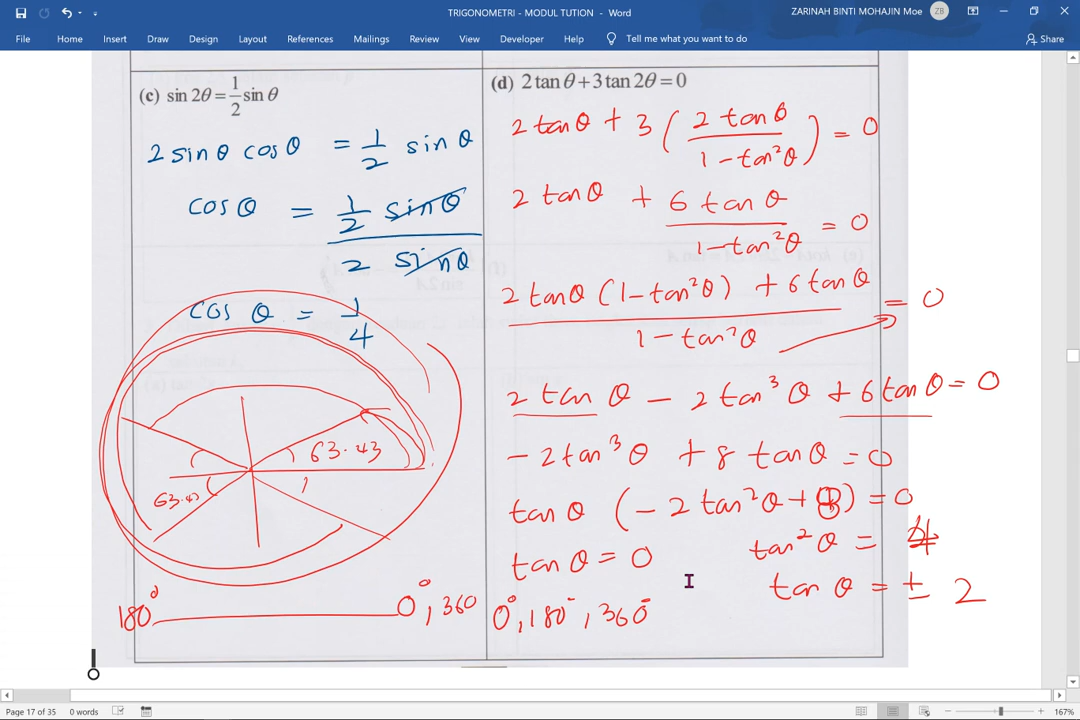 TRIGONOMETRI - MODUL TUTION - Word
ZARINAH BINTI MOHAJIN Moe
ZB
File Home Insert Draw Design Layout References Mailings Review View Developer Help Tell me what you want to do
Share
(c) sin 2θ = 1/2 sin θ
2 sin θ cos θ = 1/2 sin θ
cos θ = 1/2 sin θ / 2 sin θ
cos θ = 1/4
63.43
63.43
180° 0°, 360
(d) 2 tan θ + 3 tan 2θ = 0
2 tan θ + 3 ( 2 tan θ / 1 - tan²θ ) = 0
2 tan θ + 6 tan θ / 1 - tan²θ = 0
2 tan θ (1 - tan²θ) + 6 tan θ / 1 - tan²θ = 0
2 tan θ - 2 tan³θ + 6 tan θ = 0
- 2 tan³θ + 8 tan θ = 0
tan θ (- 2 tan²θ + 8) = 0
tan θ = 0 tan²θ = 4
tan θ = ± 2
0°, 180°, 360°
Page 17 of 35 0 words
167%